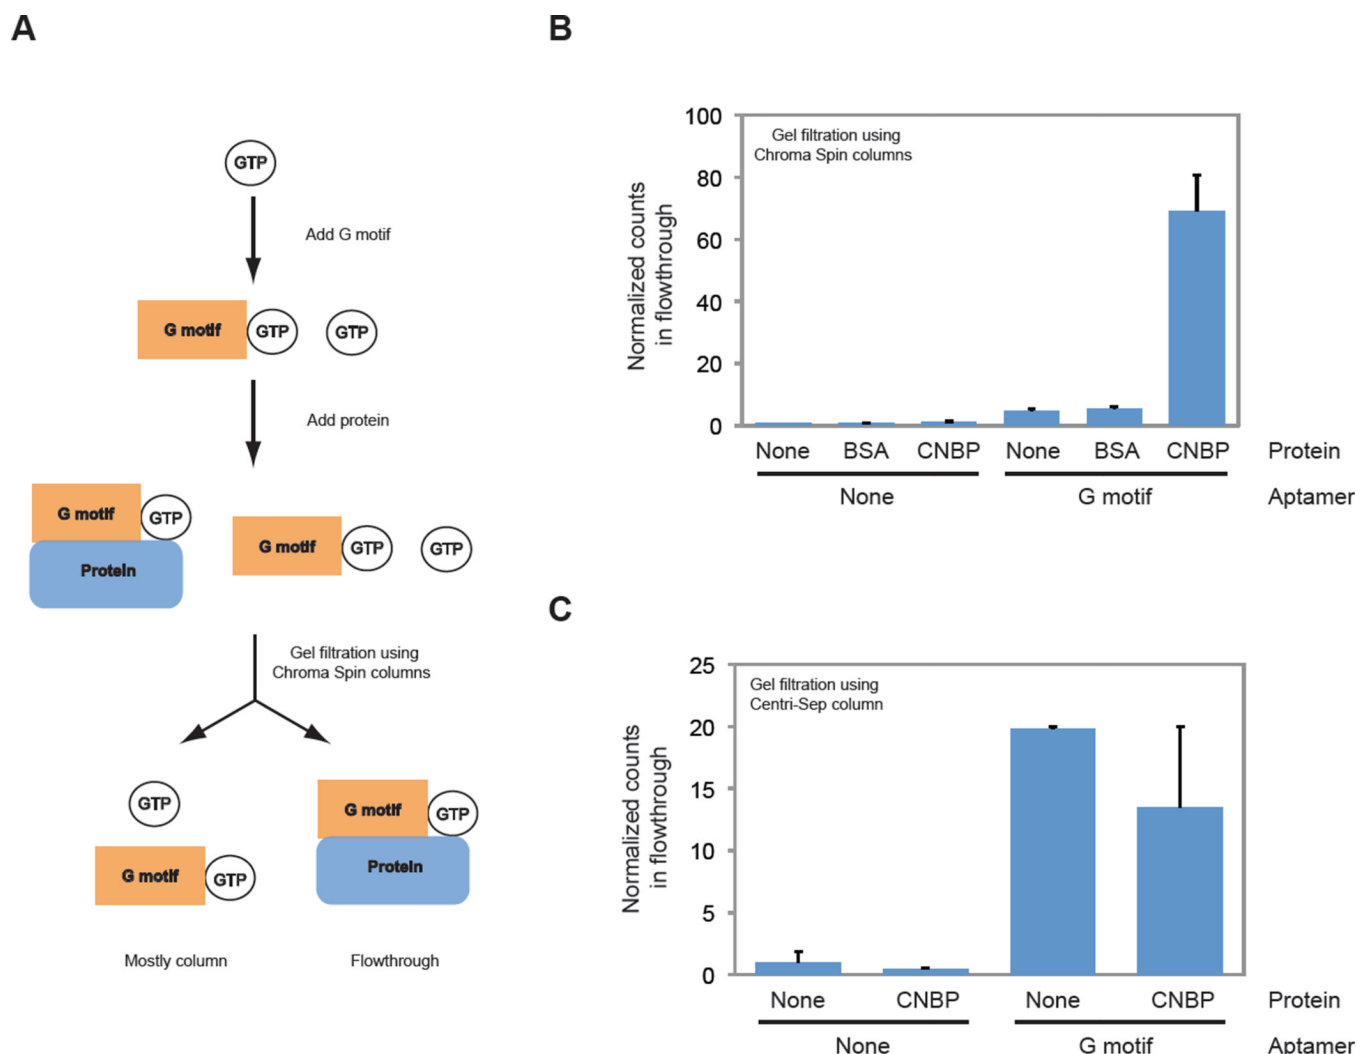 A
GTP
Add G motif
G motif GTP GTP
Add protein
G motif GTP
Protein
G motif GTP GTP
Gel filtration using
Chroma Spin columns
GTP
G motif GTP
Mostly column
G motif GTP
Protein
Flowthrough
B
Normalized counts
in flowthrough
100
80
60
40
20
0
Gel filtration using
Chroma Spin columns
None BSA CNBP None BSA CNBP Protein
None G motif Aptamer
C
Normalized counts
in flowthrough
25
20
15
10
5
0
Gel filtration using
Centri-Sep column
None CNBP None CNBP Protein
None G motif Aptamer